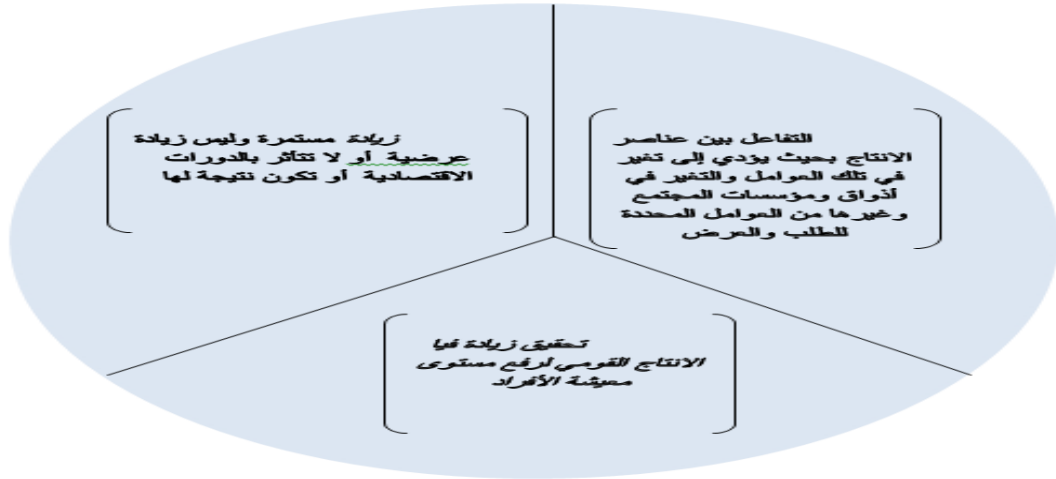 التفاعل بين عناصر
الانتاج بحيث يؤدي إلى تغير
في تلك العوامل والتغير في
أذواق ومؤسسات المجتمع
وغيرها من العوامل المحددة
للطلب والعرض
زيادة مستمرة وليس زيادة
عرضية أو لا تتأثر بالدورات
الاقتصادية أو تكون نتيجة لها
تحقيق زيادة فيا
الانتاج القومي لرفع مستوى
معيشة الأفراد